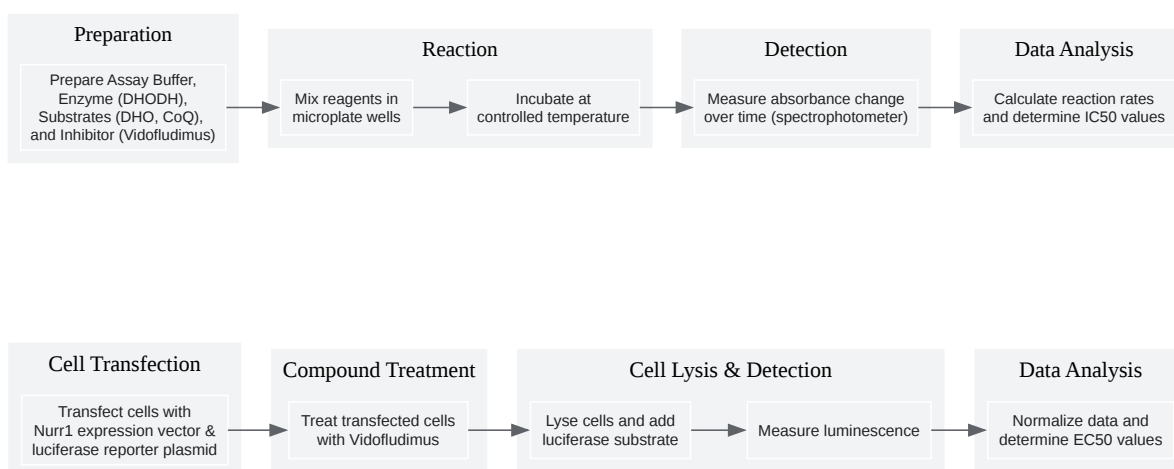 Preparation
Prepare Assay Buffer,
Enzyme (DHODH),
Substrates (DHO, CoQ),
and Inhibitor (Vidofludimus)
Reaction
Mix reagents in
microplate wells
Incubate at
controlled temperature
Detection
Measure absorbance change
over time (spectrophotometer)
Data Analysis
Calculate reaction rates
and determine IC50 values
Cell Transfection
Transfect cells with
Nurr1 expression vector &
luciferase reporter plasmid
Compound Treatment
Treat transfected cells
with Vidofludimus
Cell Lysis & Detection
Lyse cells and add
luciferase substrate
Measure luminescence
Data Analysis
Normalize data and
determine EC50 values